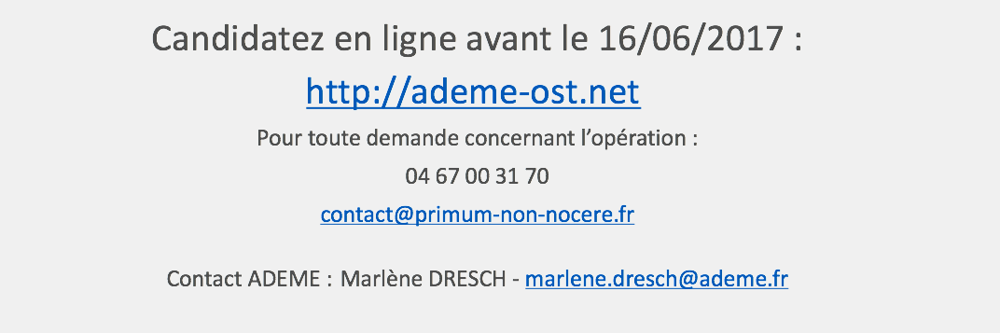 Candidatez en ligne avant le 16/06/2017 :
http://ademe-ost.net
Pour toute demande concernant l’opération :
04 67 00 31 70
contact@primum-non-nocere.fr
Contact ADEME : Marlène DRESCH - marlene.dresch@ademe.fr